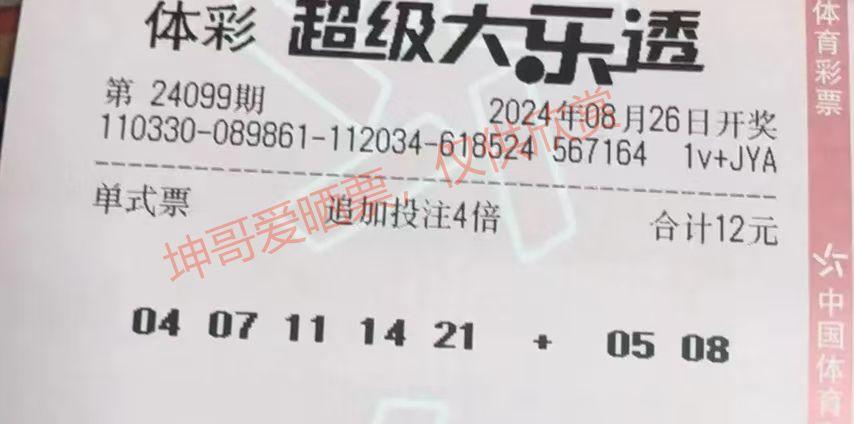 体彩 超级大乐透
第 24099期 2024年08月26日开奖
110330-089861-112034-618524 567164 1v+JYA
单式票 追加投注4倍 合计12元
04 07 11 14 21 + 05 08
坤哥爱晒票，仅供欣赏
体育彩票
中国体育